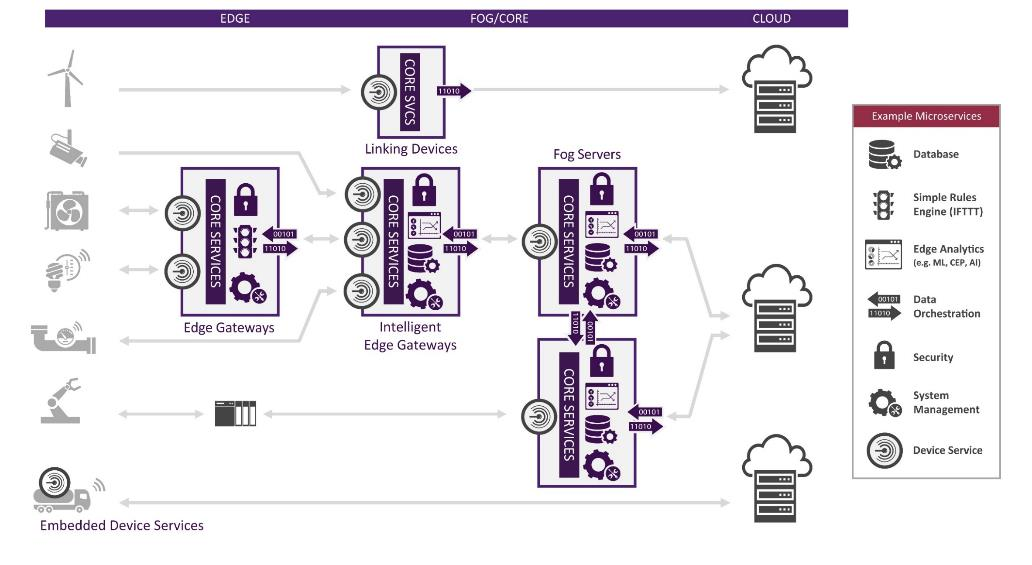 EDGE
FOG/CORE
CLOUD
CORE SVCS
11010
Linking Devices
Fog Servers
CORE SERVICES
00101
11010
Edge Gateways
CORE SERVICES
00101
11010
Intelligent
Edge Gateways
CORE SERVICES
00101
11010
11010
00101
CORE SERVICES
00101
11010
Embedded Device Services
Example Microservices
Database
Simple Rules
Engine (IFTTT)
Edge Analytics
(e.g. ML, CEP, AI)
00101
11010
Data
Orchestration
Security
System
Management
Device Service